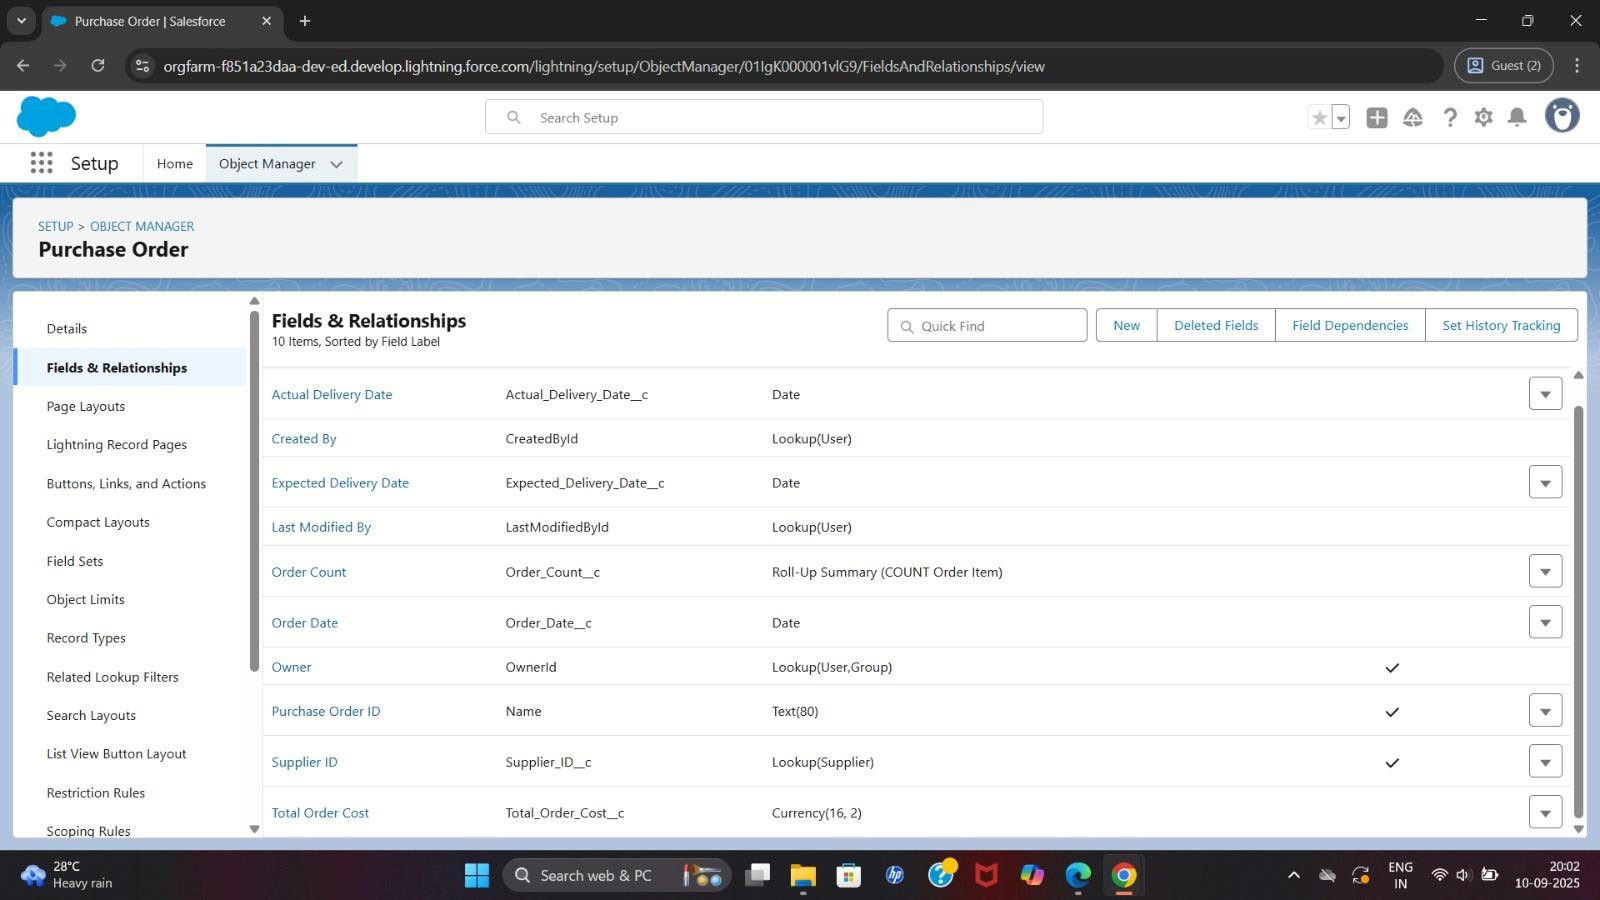 Purchase Order | Salesforce
orgfarm-f851a23daa-dev-ed.develop.lightning.force.com/lightning/setup/ObjectManager/01IgK000001vlG9/FieldsAndRelationships/view
Guest (2)
Search Setup
Setup
Home
Object Manager
SETUP > OBJECT MANAGER
Purchase Order
Details
Fields & Relationships
Page Layouts
Lightning Record Pages
Buttons, Links, and Actions
Compact Layouts
Field Sets
Object Limits
Record Types
Related Lookup Filters
Search Layouts
List View Button Layout
Restriction Rules
Scoping Rules
Fields & Relationships
10 Items, Sorted by Field Label
Quick Find
New
Deleted Fields
Field Dependencies
Set History Tracking
Actual Delivery Date Actual_Delivery_Date__c Date
Created By CreatedById Lookup(User)
Expected Delivery Date Expected_Delivery_Date__c Date
Last Modified By LastModifiedById Lookup(User)
Order Count Order_Count__c Roll-Up Summary (COUNT Order Item)
Order Date Order_Date__c Date
Owner OwnerId Lookup(User,Group)
Purchase Order ID Name Text(80)
Supplier ID Supplier_ID__c Lookup(Supplier)
Total Order Cost Total_Order_Cost__c Currency(16, 2)
28°C
Heavy rain
Search web & PC
hp
ENG
IN
20:02
10-09-2025